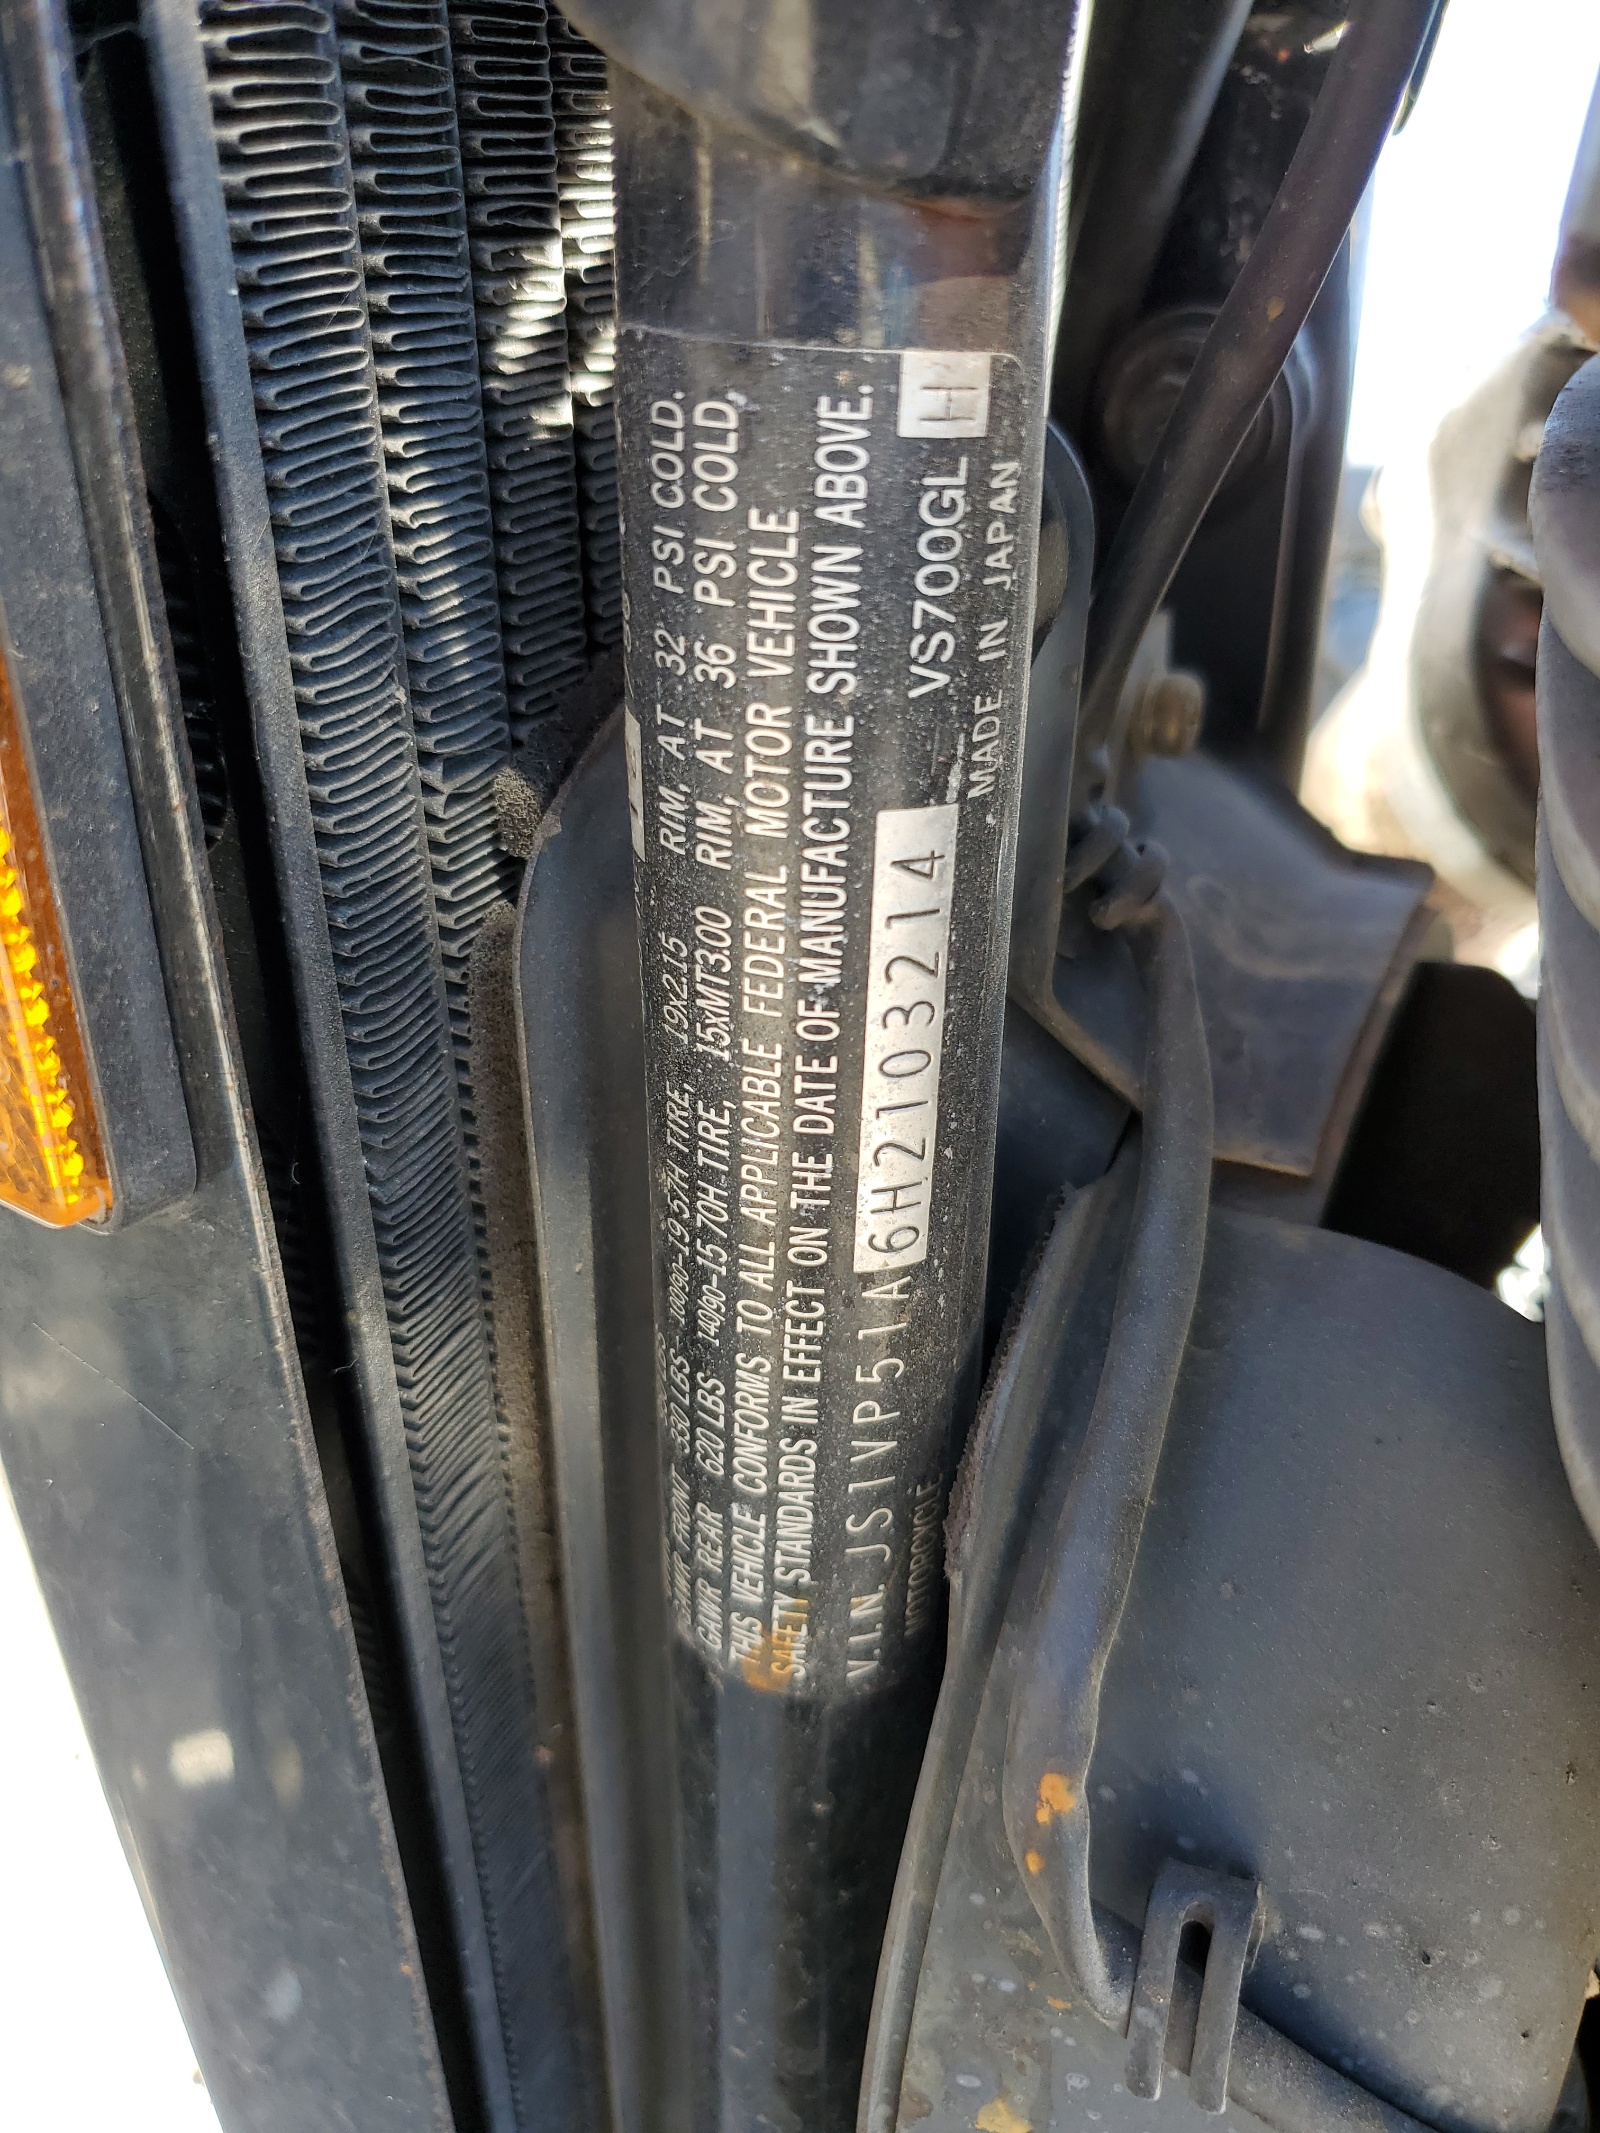 GAWR FRONT 330 LBS 100/90-19 57H TIRE, 19x2.15 RIM, AT 32 PSI COLD.
GAWR REAR 620 LBS 140/90-15 70H TIRE, 15xMT3.00 RIM, AT 36 PSI COLD.
THIS VEHICLE CONFORMS TO ALL APPLICABLE FEDERAL MOTOR VEHICLE
SAFETY STANDARDS IN EFFECT ON THE DATE OF MANUFACTURE SHOWN ABOVE.
V.I.N. JS1VP51A6H2103214 VS700GL H
MOTORCYCLE MADE IN JAPAN